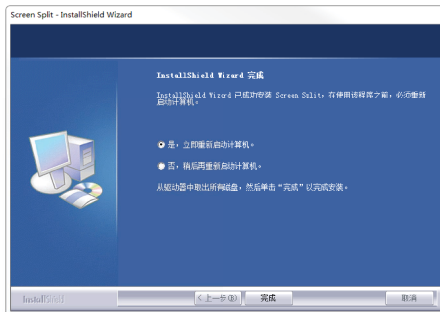 Screen Split - InstallShield Wizard
InstallShield Wizard 完成
InstallShield Wizard 已成功安装 Screen Split，在使用该程序之前，必须重新
启动计算机。
是，立即重新启动计算机。
否，稍后再重新启动计算机。
从驱动器中取出所有磁盘，然后单击“完成”以完成安装。
InstallShield
< 上一步(B)
完成
取消